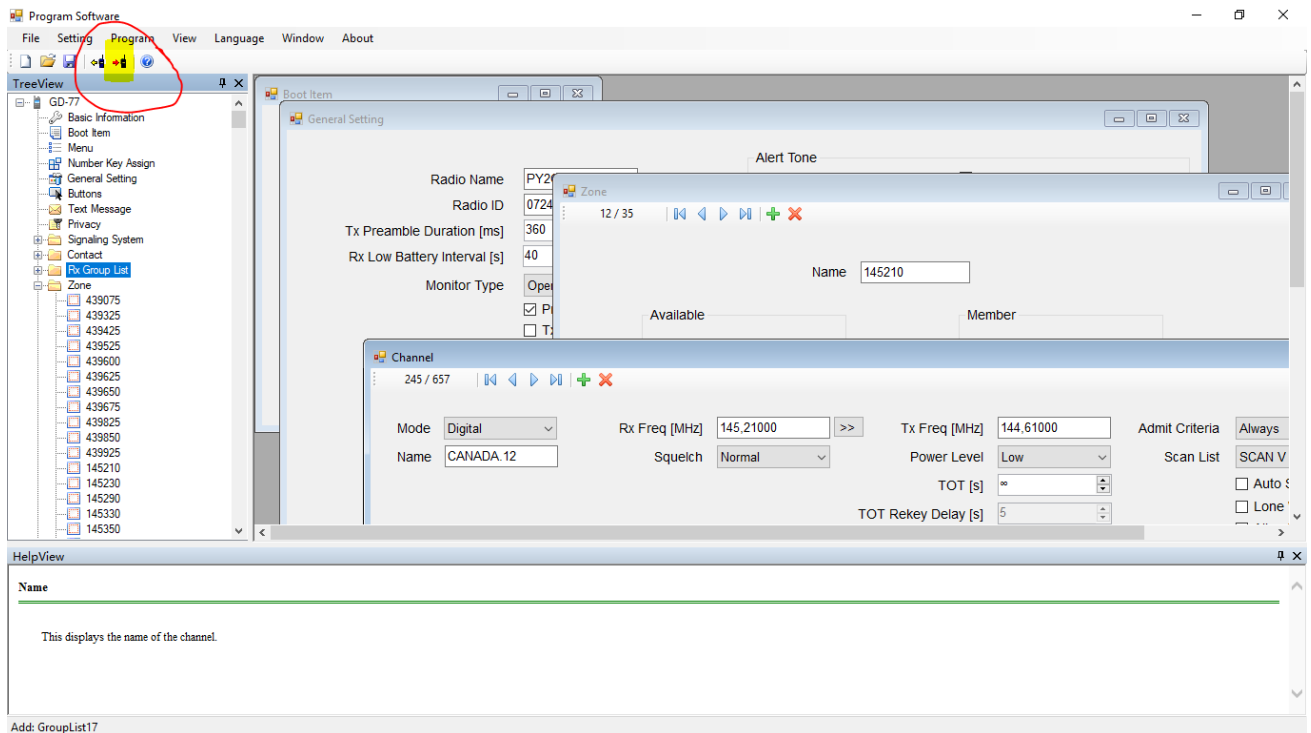 Program Software
File Setting Program View Language Window About
TreeView
GD-77
Basic Information
Boot Item
Menu
Number Key Assign
General Setting
Buttons
Text Message
Privacy
Signaling System
Contact
Rx Group List
Zone
439075
439325
439425
439525
439600
439625
439650
439675
439825
439850
439925
145210
145230
145290
145330
145350
Boot Item
General Setting
Alert Tone
Radio Name
Radio ID 0724
Tx Preamble Duration [ms] 360
Rx Low Battery Interval [s] 40
Monitor Type
Zone
12 / 35
Name 145210
Available Member
Channel
245 / 657
Mode Digital Rx Freq [MHz] 145,21000 >> Tx Freq [MHz] 144,61000 Admit Criteria Always
Name CANADA.12 Squelch Normal Power Level Low Scan List SCAN V
TOT [s] ∞ Auto
TOT Rekey Delay [s] 5 Lone
HelpView
Name
This displays the name of the channel.
Add: GroupList17